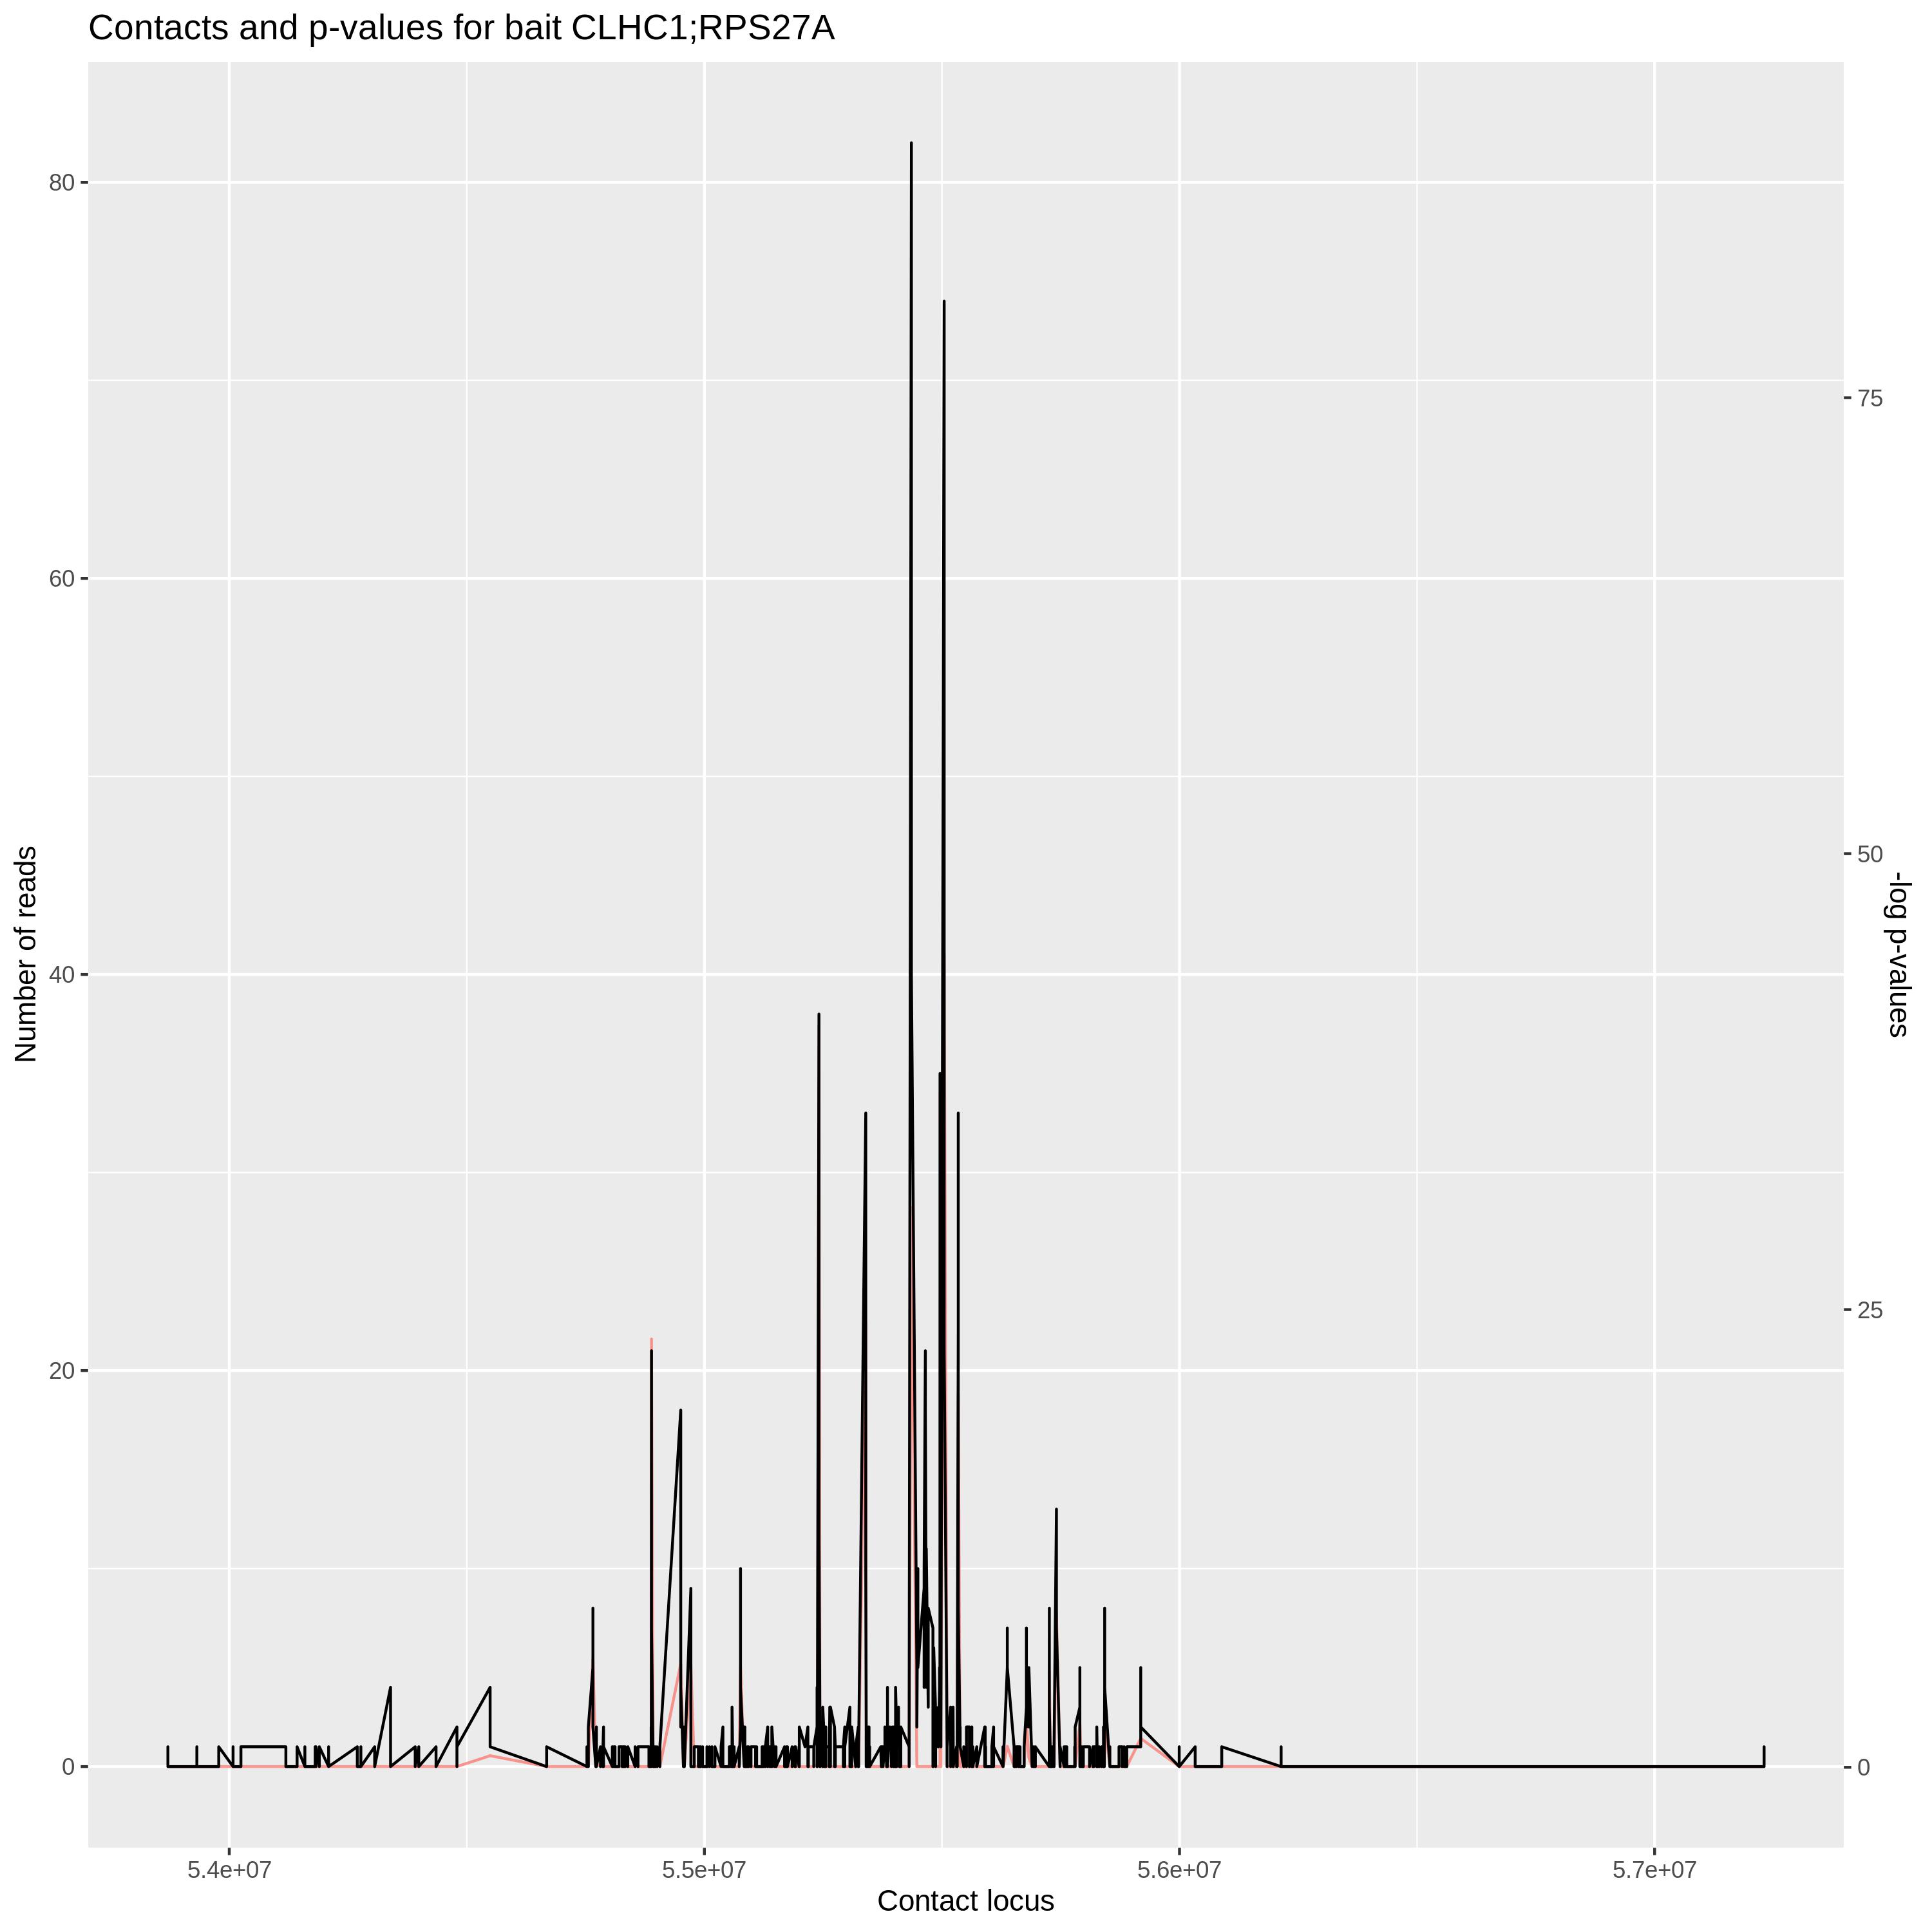 Contacts and p-values for bait CLHC1;RPS27A
80
60
40
20
0
75
50
25
0
Number of reads
-log p-values
5.4e+07
5.5e+07
5.6e+07
5.7e+07
Contact locus